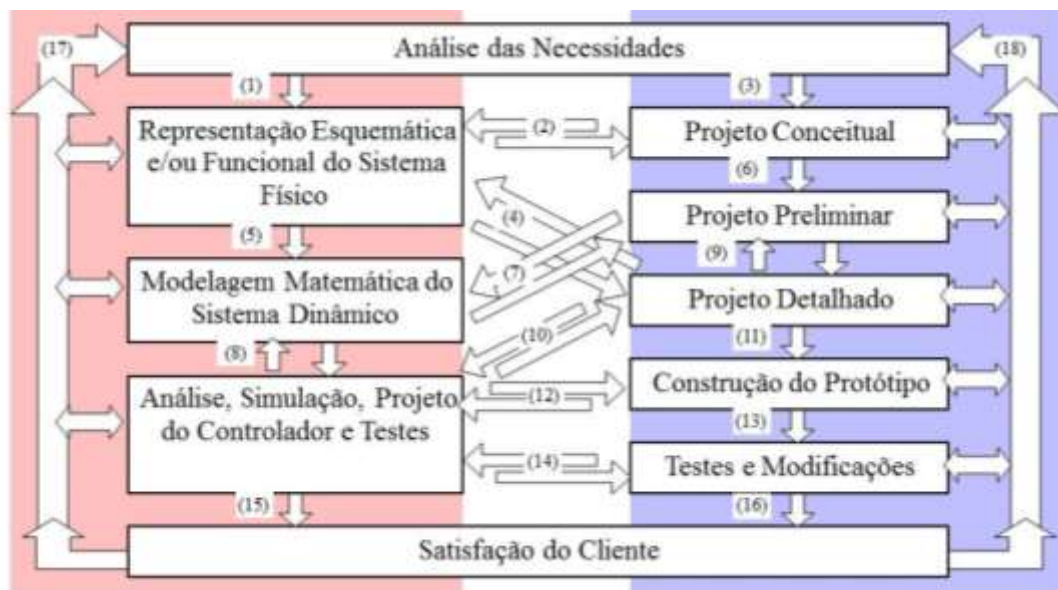 (17)
Análise das Necessidades
(18)
(1)
(3)
Representação Esquemática
e/ou Funcional do Sistema
Físico
(2)
Projeto Conceitual
(6)
(4)
Projeto Preliminar
(5)
(7)
(9)
Modelagem Matemática do
Sistema Dinâmico
Projeto Detalhado
(10)
(11)
(8)
Análise, Simulação, Projeto
do Controlador e Testes
(12)
Construção do Protótipo
(13)
(14)
Testes e Modificações
(15)
(16)
Satisfação do Cliente